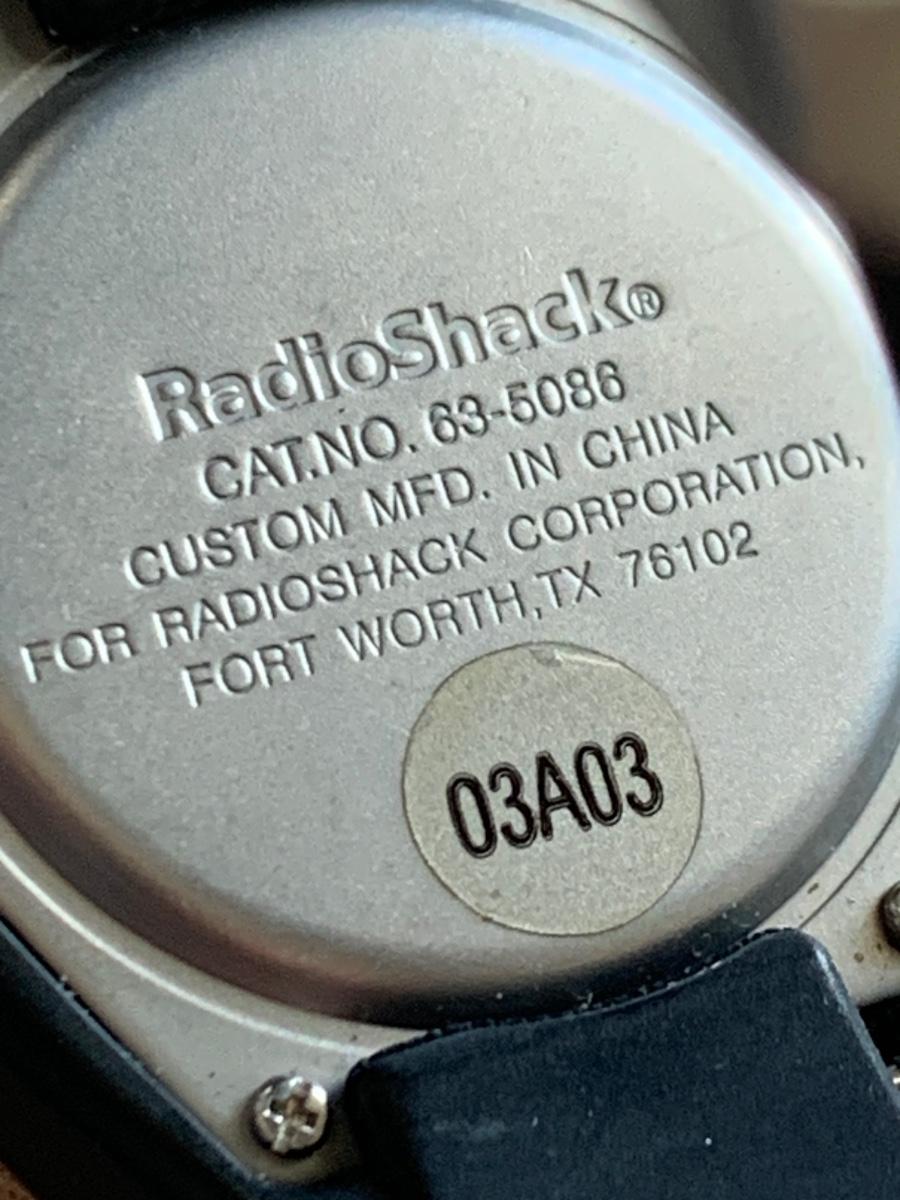 RadioShack®
CAT.NO. 63-5086
CUSTOM MFD. IN CHINA
FOR RADIOSHACK CORPORATION,
FORT WORTH,TX 76102
03A03